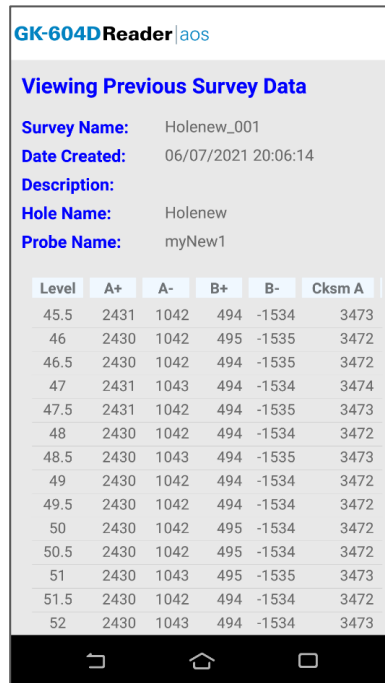 GK-604D Reader|aos
Viewing Previous Survey Data
Survey Name: Holenew_001
Date Created: 06/07/2021 20:06:14
Description:
Hole Name: Holenew
Probe Name: myNew1
Level A+ A- B+ B- Cksm A
45.5 2431 1042 494 -1534 3473
46 2430 1042 495 -1535 3472
46.5 2430 1042 494 -1535 3472
47 2431 1043 494 -1534 3474
47.5 2431 1042 494 -1535 3473
48 2430 1042 494 -1534 3472
48.5 2430 1043 494 -1535 3473
49 2430 1042 494 -1534 3472
49.5 2430 1042 494 -1534 3472
50 2430 1042 495 -1534 3472
50.5 2430 1042 495 -1534 3472
51 2430 1043 495 -1535 3473
51.5 2430 1042 494 -1534 3472
52 2430 1043 494 -1534 3473